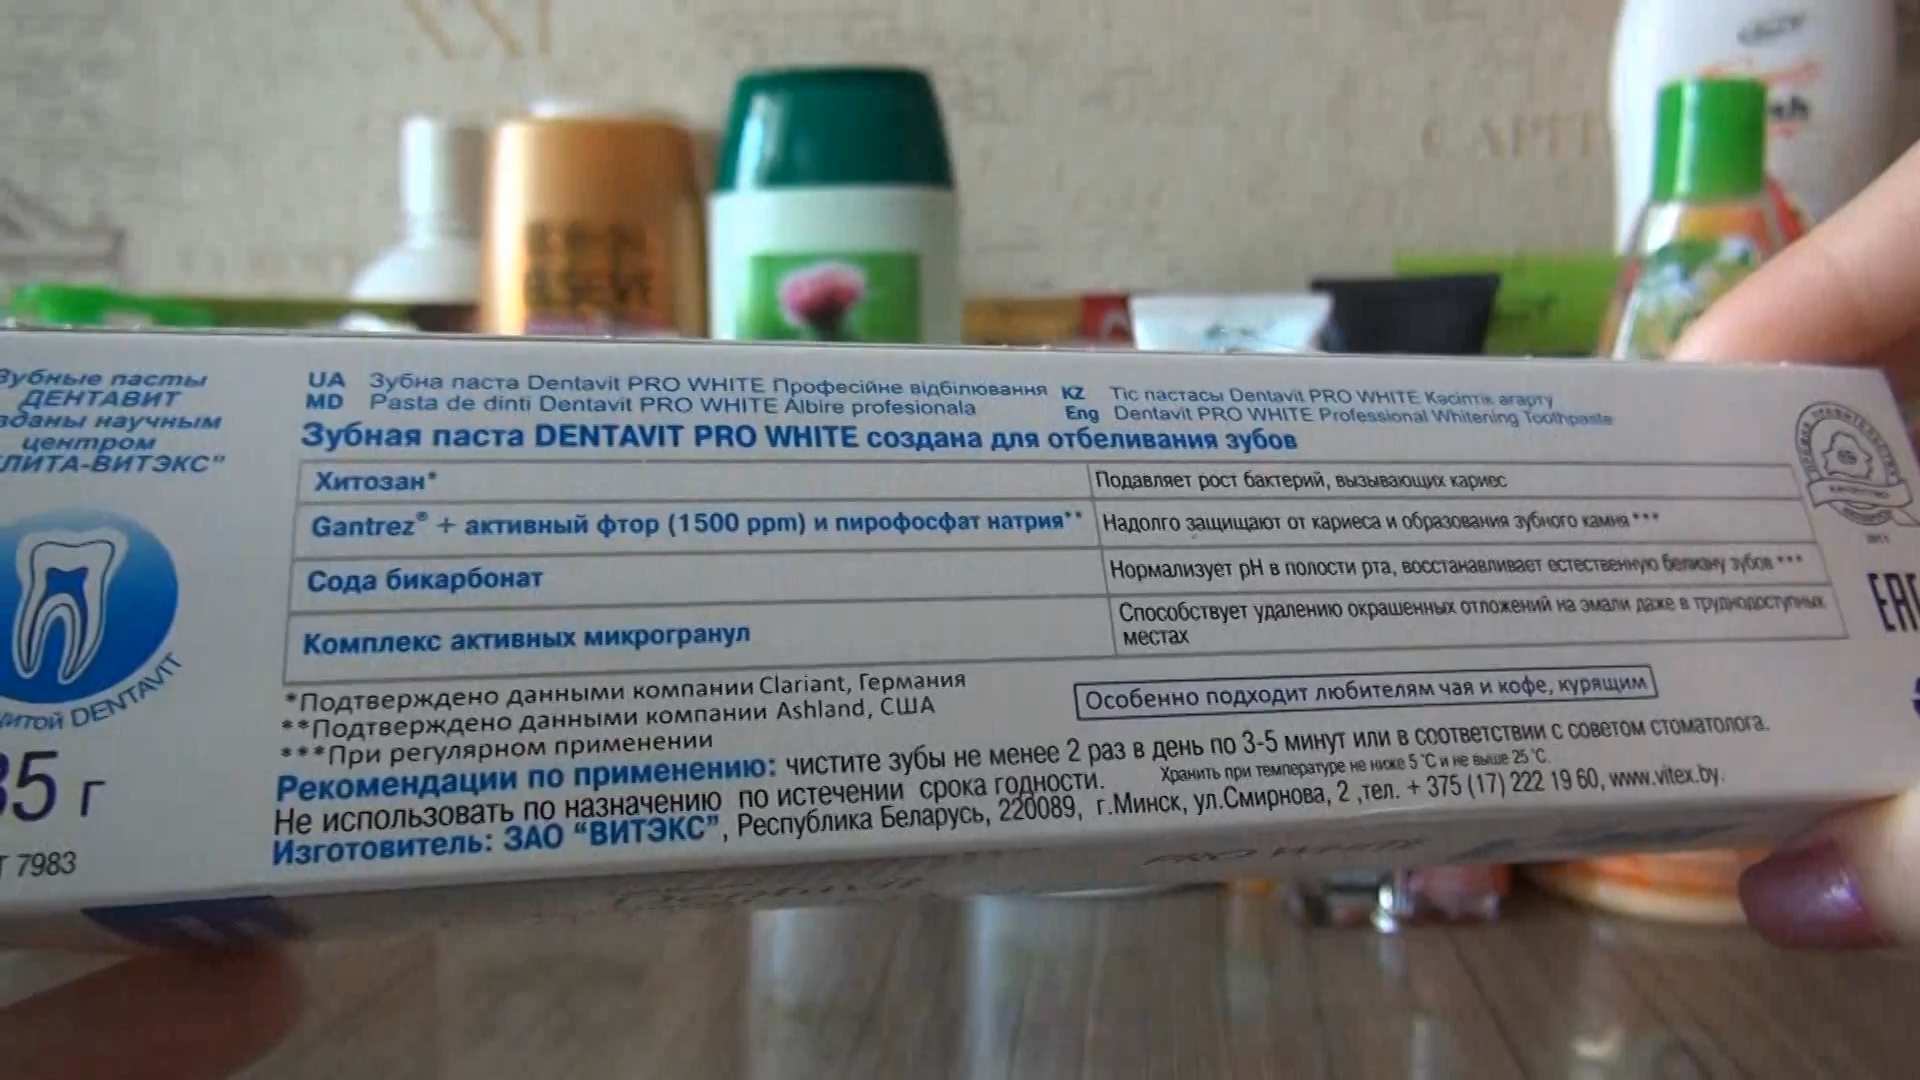 Зубные пасты
ДЕНТАВИТ
зданы научным
центром
ЛИТА-ВИТЭКС"
DENTAVIT
85 г
7983
UA Зубна паста Dentavit PRO WHITE Професійне відбілювання
MD Pasta de dinti Dentavit PRO WHITE Albire profesionala
KZ Тіс пастасы Dentavit PRO WHITE Кәсіптік ағарту
Eng Dentavit PRO WHITE Professional Whitening Toothpaste
Зубная паста DENTAVIT PRO WHITE создана для отбеливания зубов
Хитозан* Подавляет рост бактерий, вызывающих кариес
Gantrez® + активный фтор (1500 ppm) и пирофосфат натрия** Надолго защищают от кариеса и образования зубного камня***
Сода бикарбонат Нормализует pH в полости рта, восстанавливает естественную белизну зубов***
Комплекс активных микрогранул Способствует удалению окрашенных отложений на эмали даже в труднодоступных
местах
*Подтверждено данными компании Clariant, Германия
**Подтверждено данными компании Ashland, США
***При регулярном применении
Особенно подходит любителям чая и кофе, курящим
Рекомендации по применению: чистите зубы не менее 2 раз в день по 3-5 минут или в соответствии с советом стоматолога.
Не использовать по назначению по истечении срока годности. Хранить при температуре не ниже 5 °C и не выше 25 °C.
Изготовитель: ЗАО "ВИТЭКС", Республика Беларусь, 220089, г.Минск, ул.Смирнова, 2 ,тел. + 375 (17) 222 19 60, www.vitex.by.
EAC
PRO WHITE